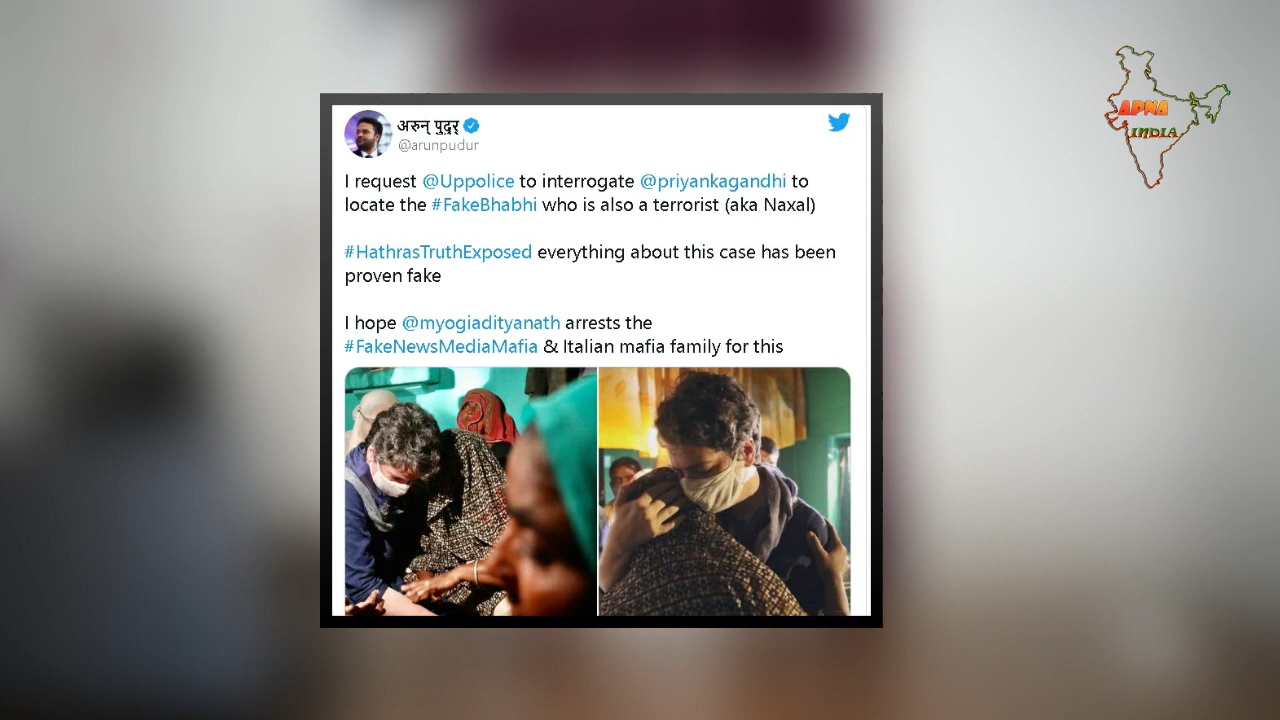 अरुन् पुदुर्
@arunpudur
I request @Uppolice to interrogate @priyankagandhi to
locate the #FakeBhabhi who is also a terrorist (aka Naxal)
#HathrasTruthExposed everything about this case has been
proven fake
I hope @myogiadityanath arrests the
#FakeNewsMediaMafia & Italian mafia family for this
APNA
INDIA